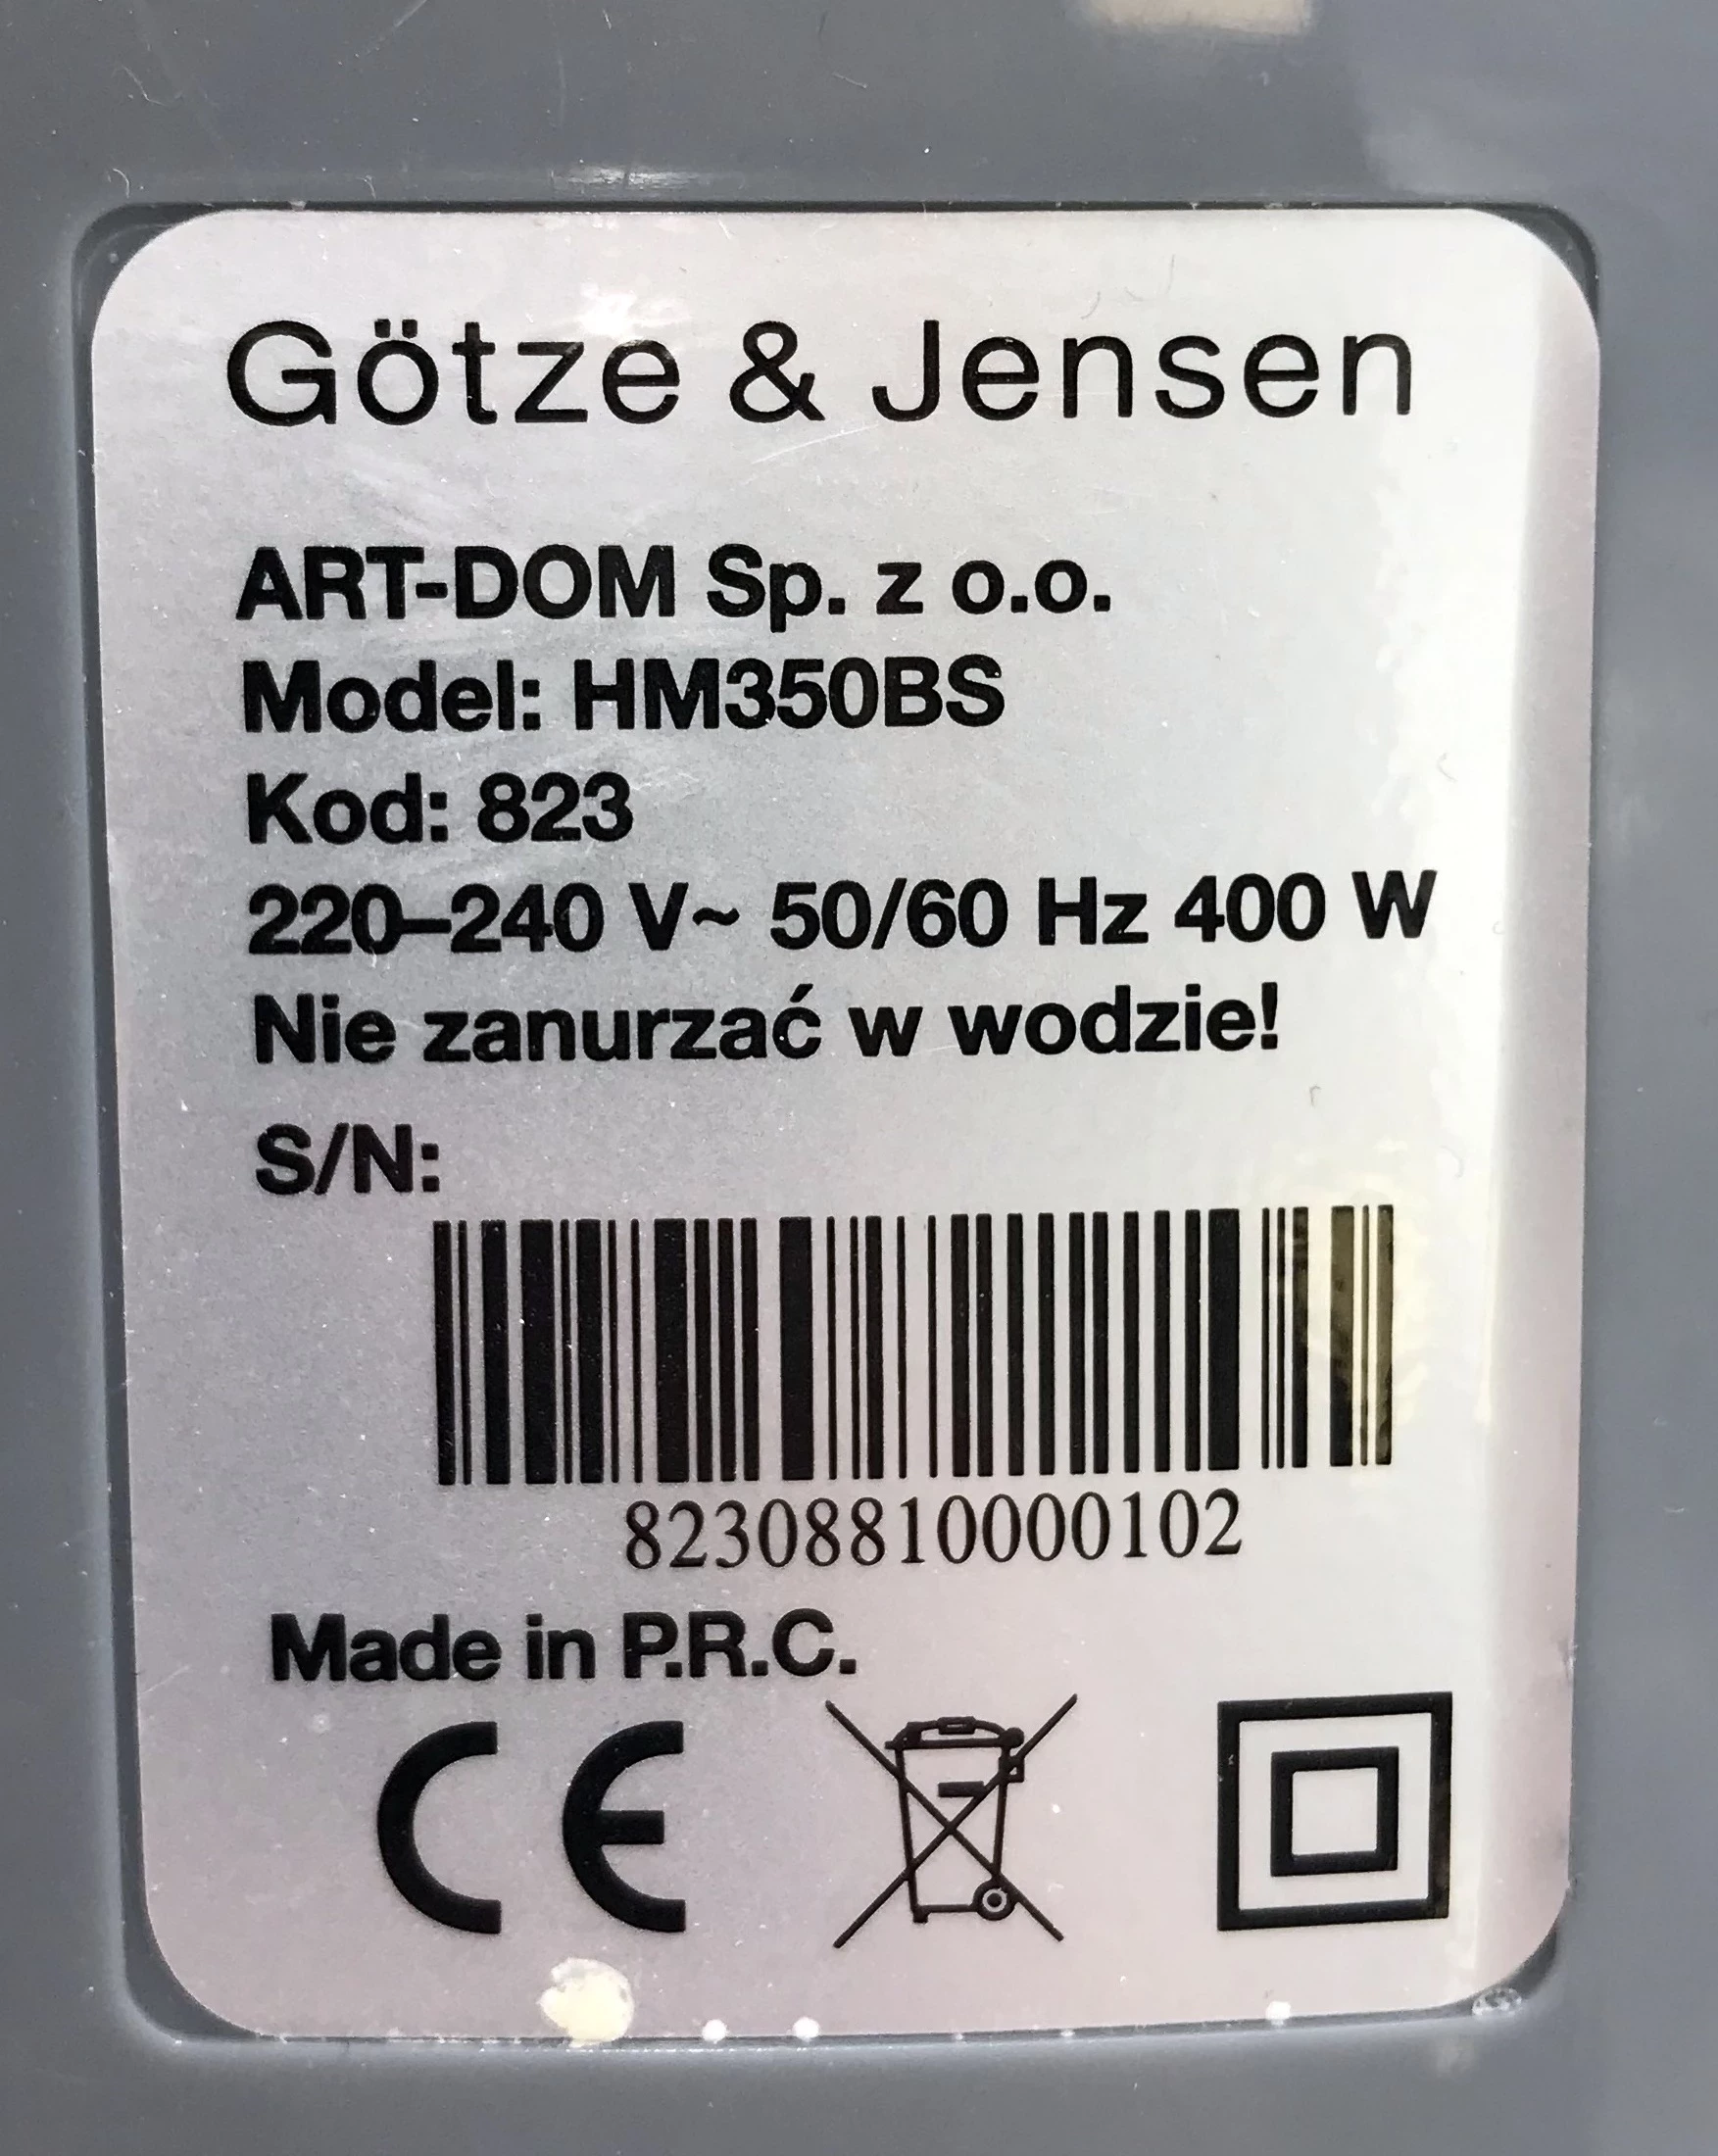 Götze & Jensen
ART-DOM Sp. z o.o.
Model: HM350BS
Kod: 823
220–240 V~ 50/60 Hz 400 W
Nie zanurzać w wodzie!
S/N:
82308810000102
Made in P.R.C.
CE